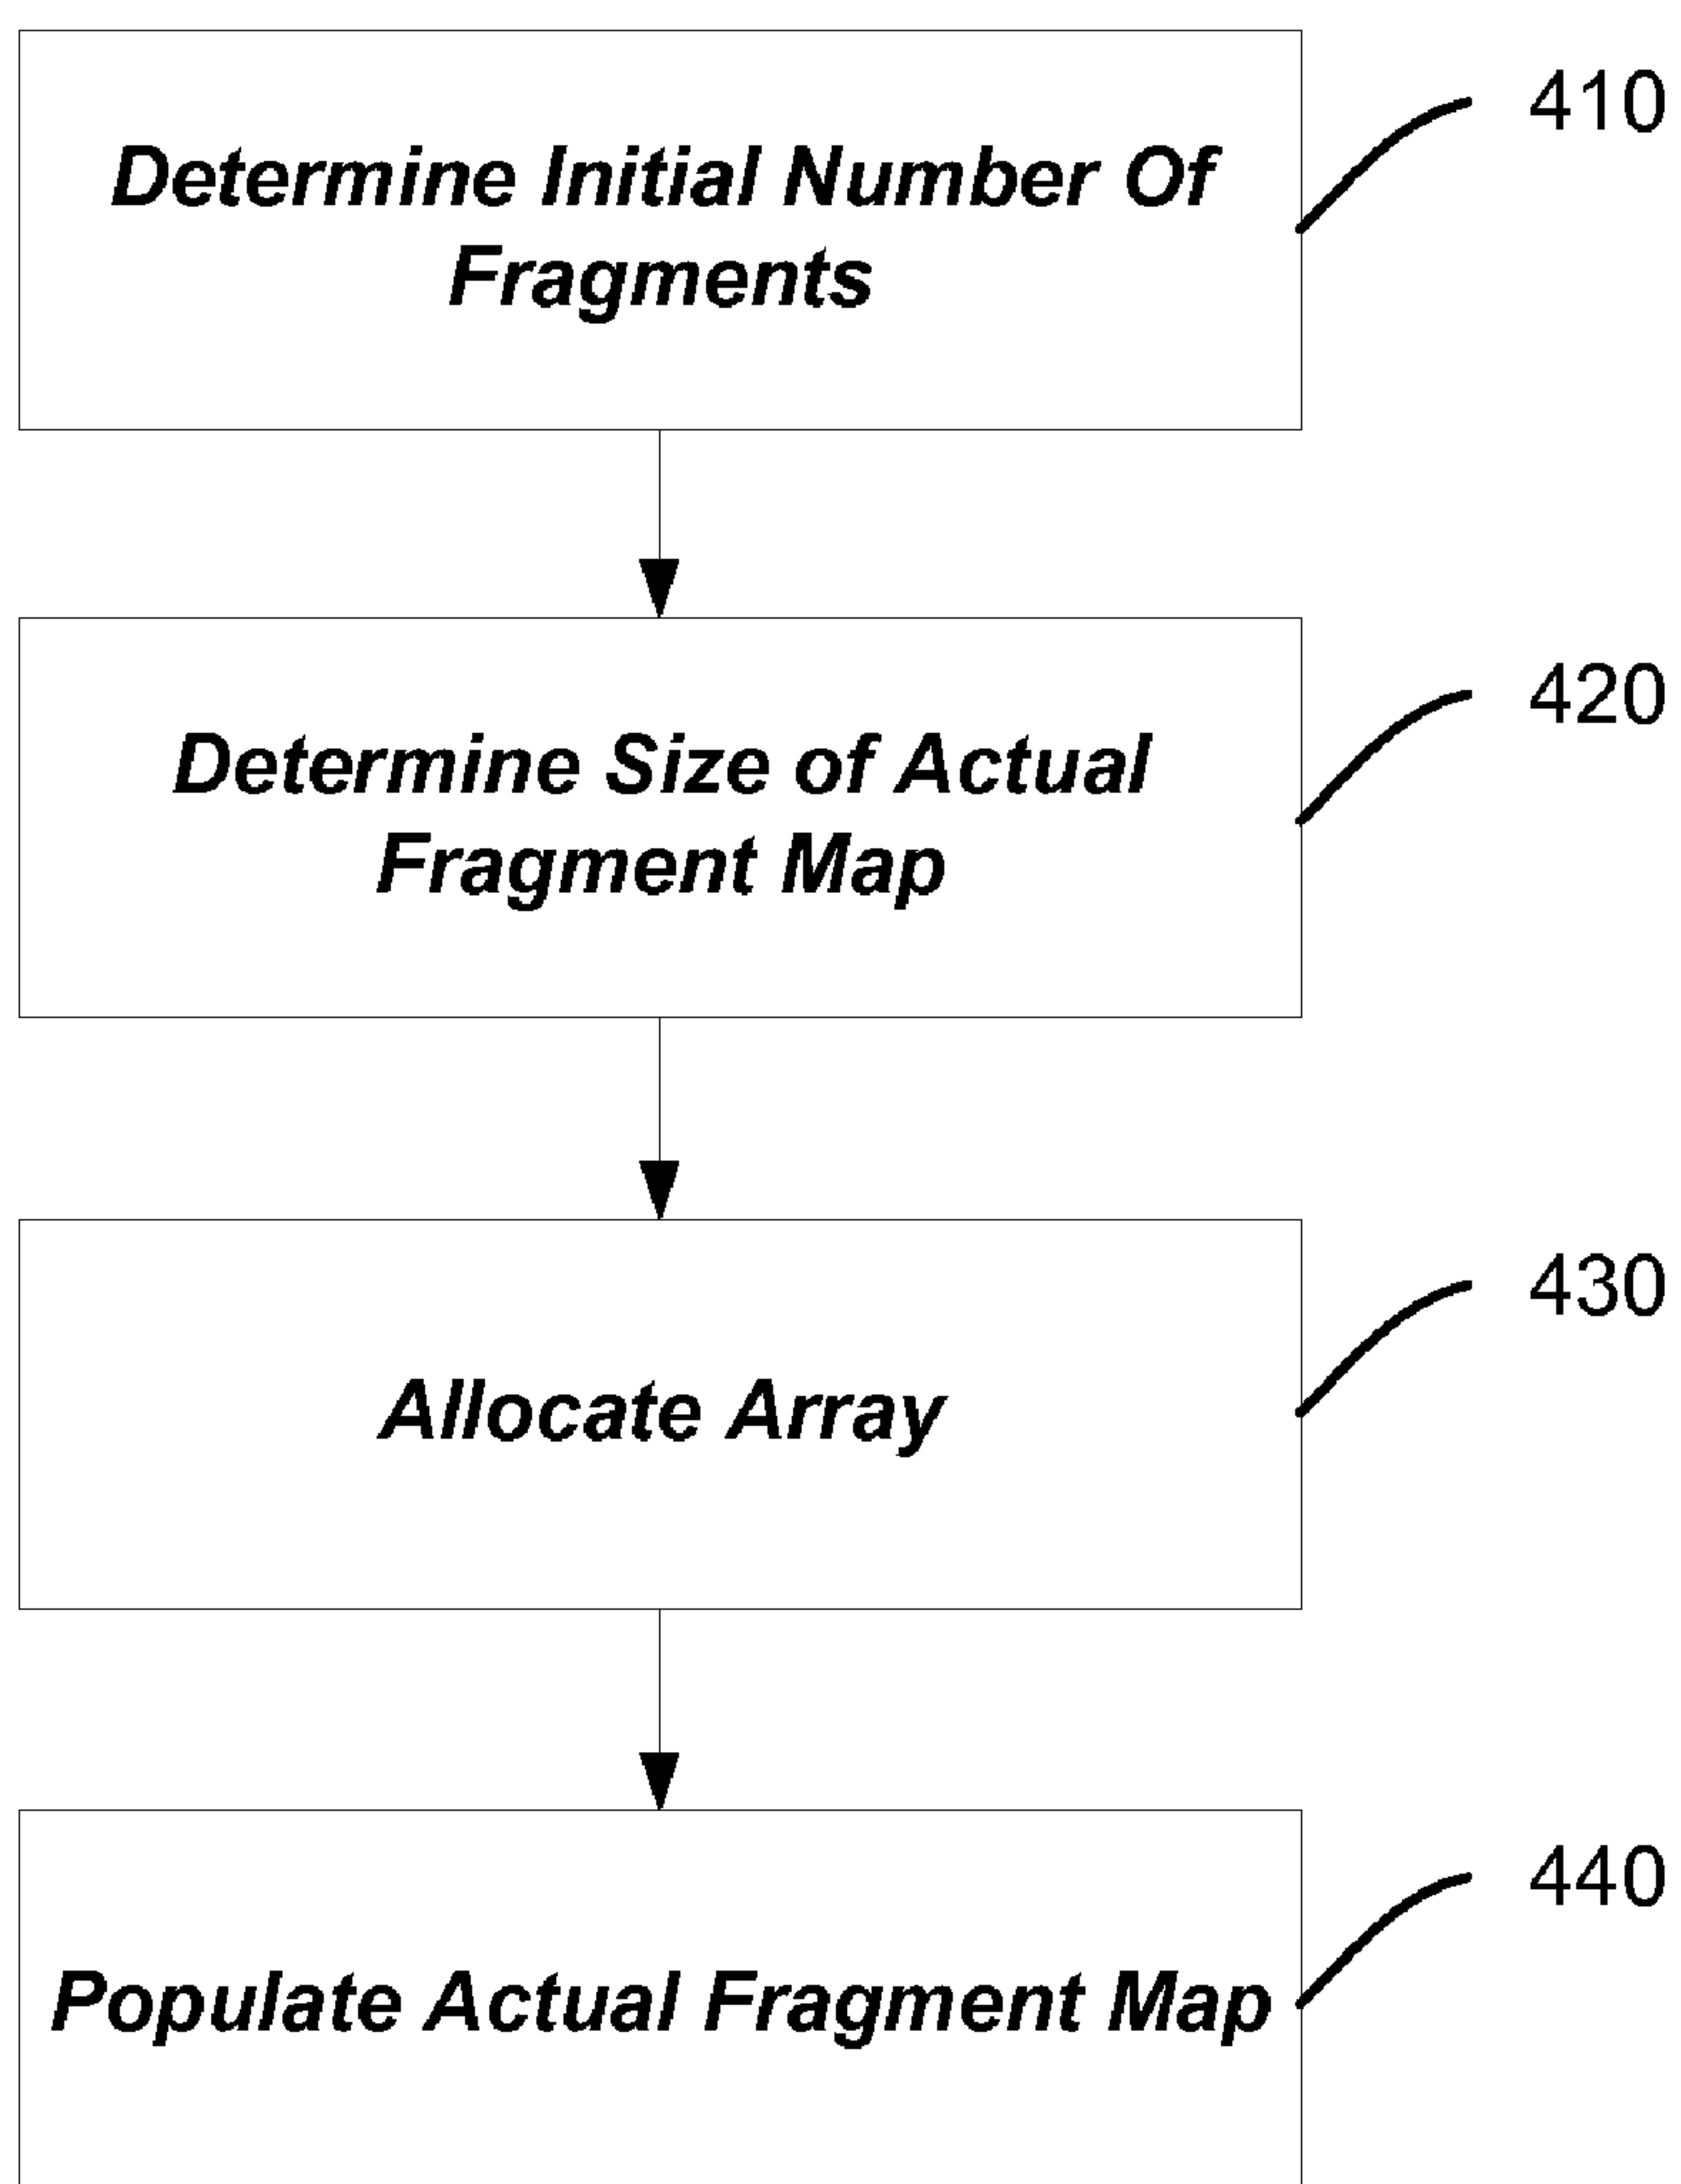 Determine Initial Number Of
Fragments
410
Determine Size of Actual
Fragment Map
420
Allocate Array
430
Populate Actual Fragment Map
440